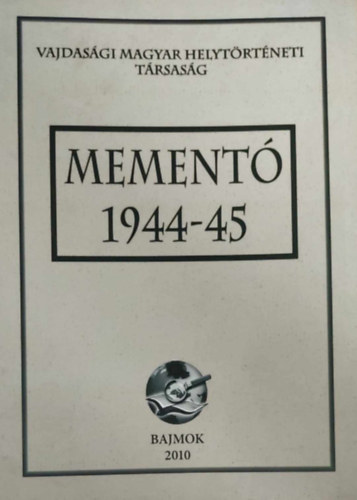 VAJDASÁGI MAGYAR HELYTÖRTÉNETI
TÁRSASÁG
MEMENTÓ
1944-45
BAJMOK
2010